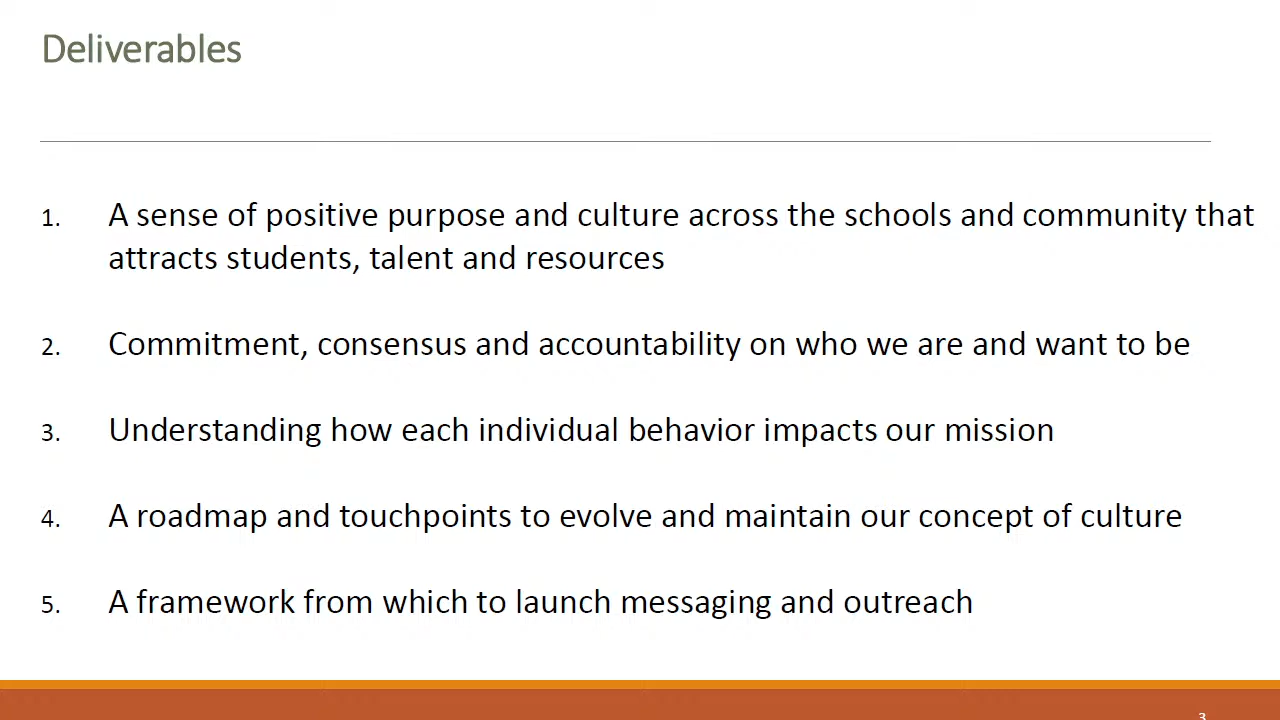 Deliverables
1. A sense of positive purpose and culture across the schools and community that
attracts students, talent and resources
2. Commitment, consensus and accountability on who we are and want to be
3. Understanding how each individual behavior impacts our mission
4. A roadmap and touchpoints to evolve and maintain our concept of culture
5. A framework from which to launch messaging and outreach
3